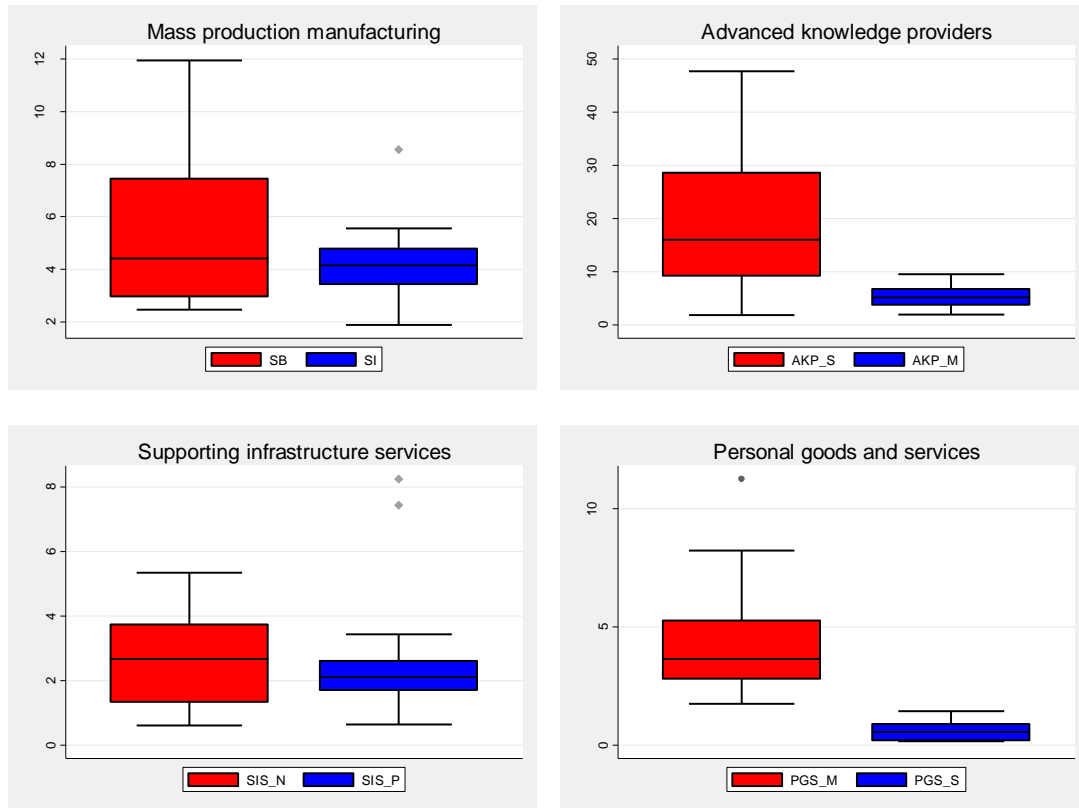 Mass production manufacturing
12
10
8
6
4
2
SB SI
Advanced knowledge providers
50
40
30
20
10
0
AKP_S AKP_M
Supporting infrastructure services
8
6
4
2
0
SIS_N SIS_P
Personal goods and services
10
5
0
PGS_M PGS_S